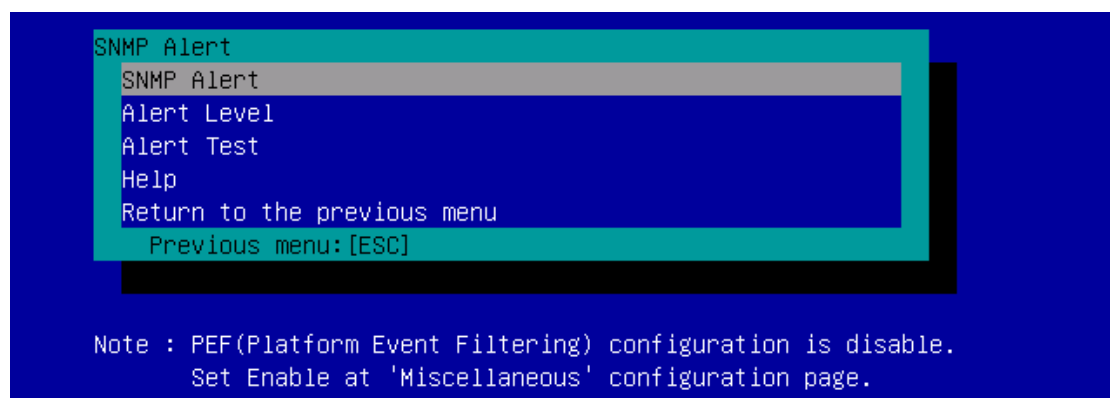 SNMP Alert
SNMP Alert
Alert Level
Alert Test
Help
Return to the previous menu
Previous menu:[ESC]
Note : PEF(Platform Event Filtering) configuration is disable.
Set Enable at 'Miscellaneous' configuration page.